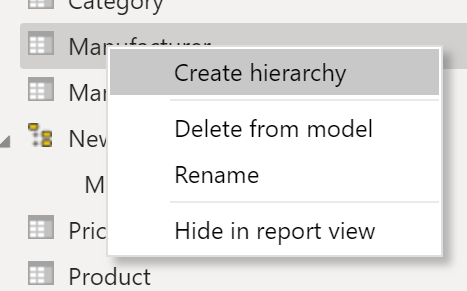 Category
Manufacturer
Create hierarchy
Delete from model
Rename
Hide in report view
Product